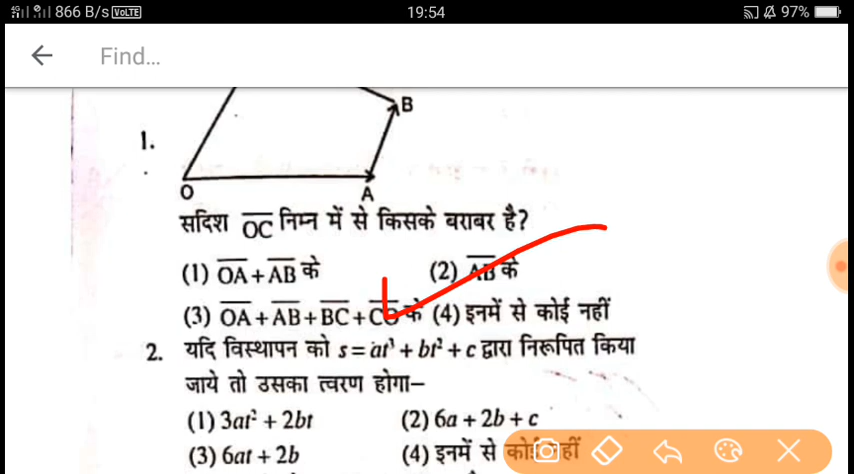 866 B/s VoLTE 19:54 97%
Find...
B
1.
O A
सदिश OC निम्न में से किसके बराबर है?
(1) OA+AB के (2) AB के
(3) OA+AB+BC+ के (4) इनमें से कोई नहीं
2. यदि विस्थापन को s = at³ + bt² + c द्वारा निरूपित किया
जाये तो उसका त्वरण होगा–
(1) 3at² + 2bt (2) 6a + 2b + c
(3) 6at + 2b (4) इनमें से कोई नहीं